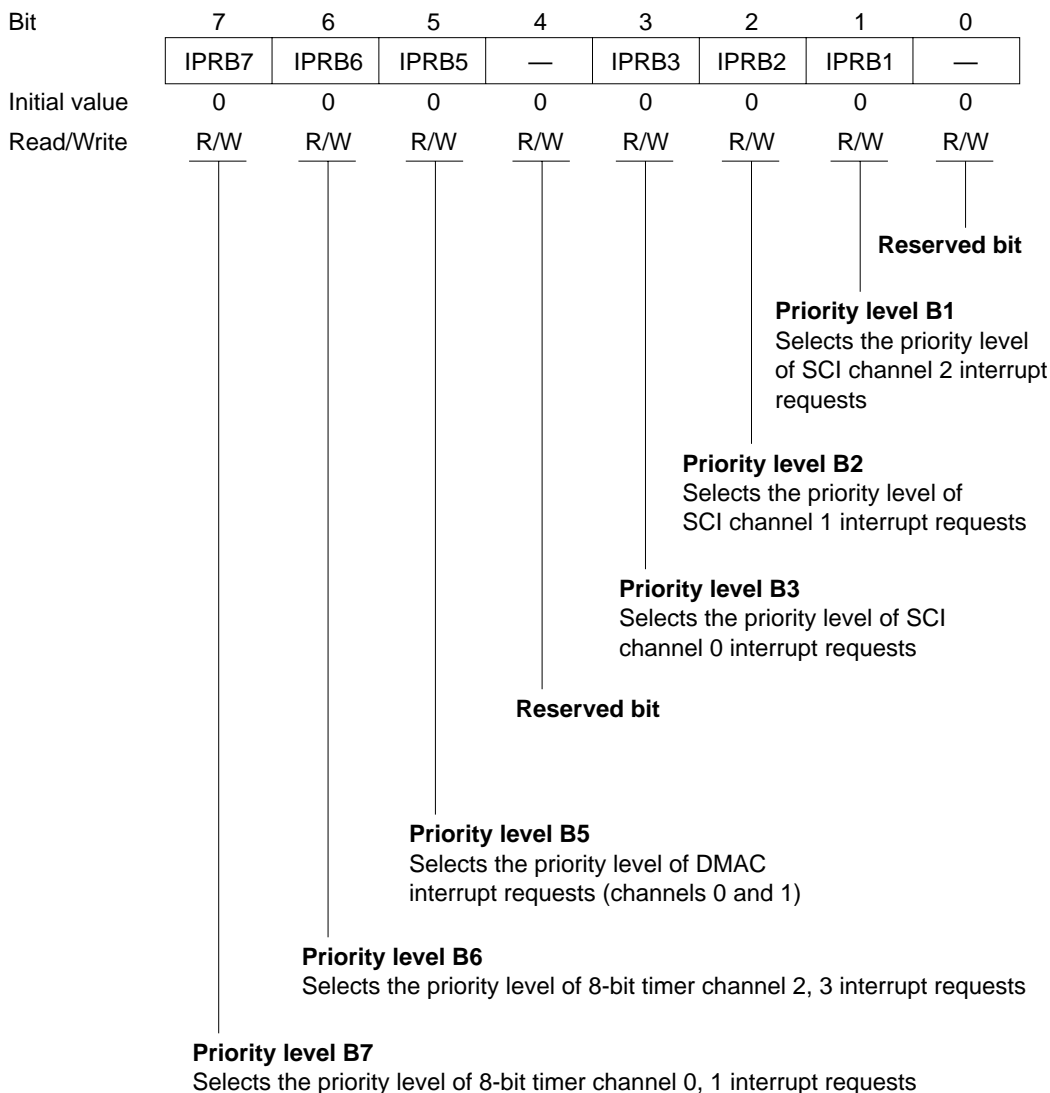 Bit 7 6 5 4 3 2 1 0
IPRB7 IPRB6 IPRB5 — IPRB3 IPRB2 IPRB1 —
Initial value 0 0 0 0 0 0 0 0
Read/Write R/W R/W R/W R/W R/W R/W R/W R/W
Reserved bit
Priority level B1
Selects the priority level
of SCI channel 2 interrupt
requests
Priority level B2
Selects the priority level of
SCI channel 1 interrupt requests
Priority level B3
Selects the priority level of SCI
channel 0 interrupt requests
Reserved bit
Priority level B5
Selects the priority level of DMAC
interrupt requests (channels 0 and 1)
Priority level B6
Selects the priority level of 8-bit timer channel 2, 3 interrupt requests
Priority level B7
Selects the priority level of 8-bit timer channel 0, 1 interrupt requests